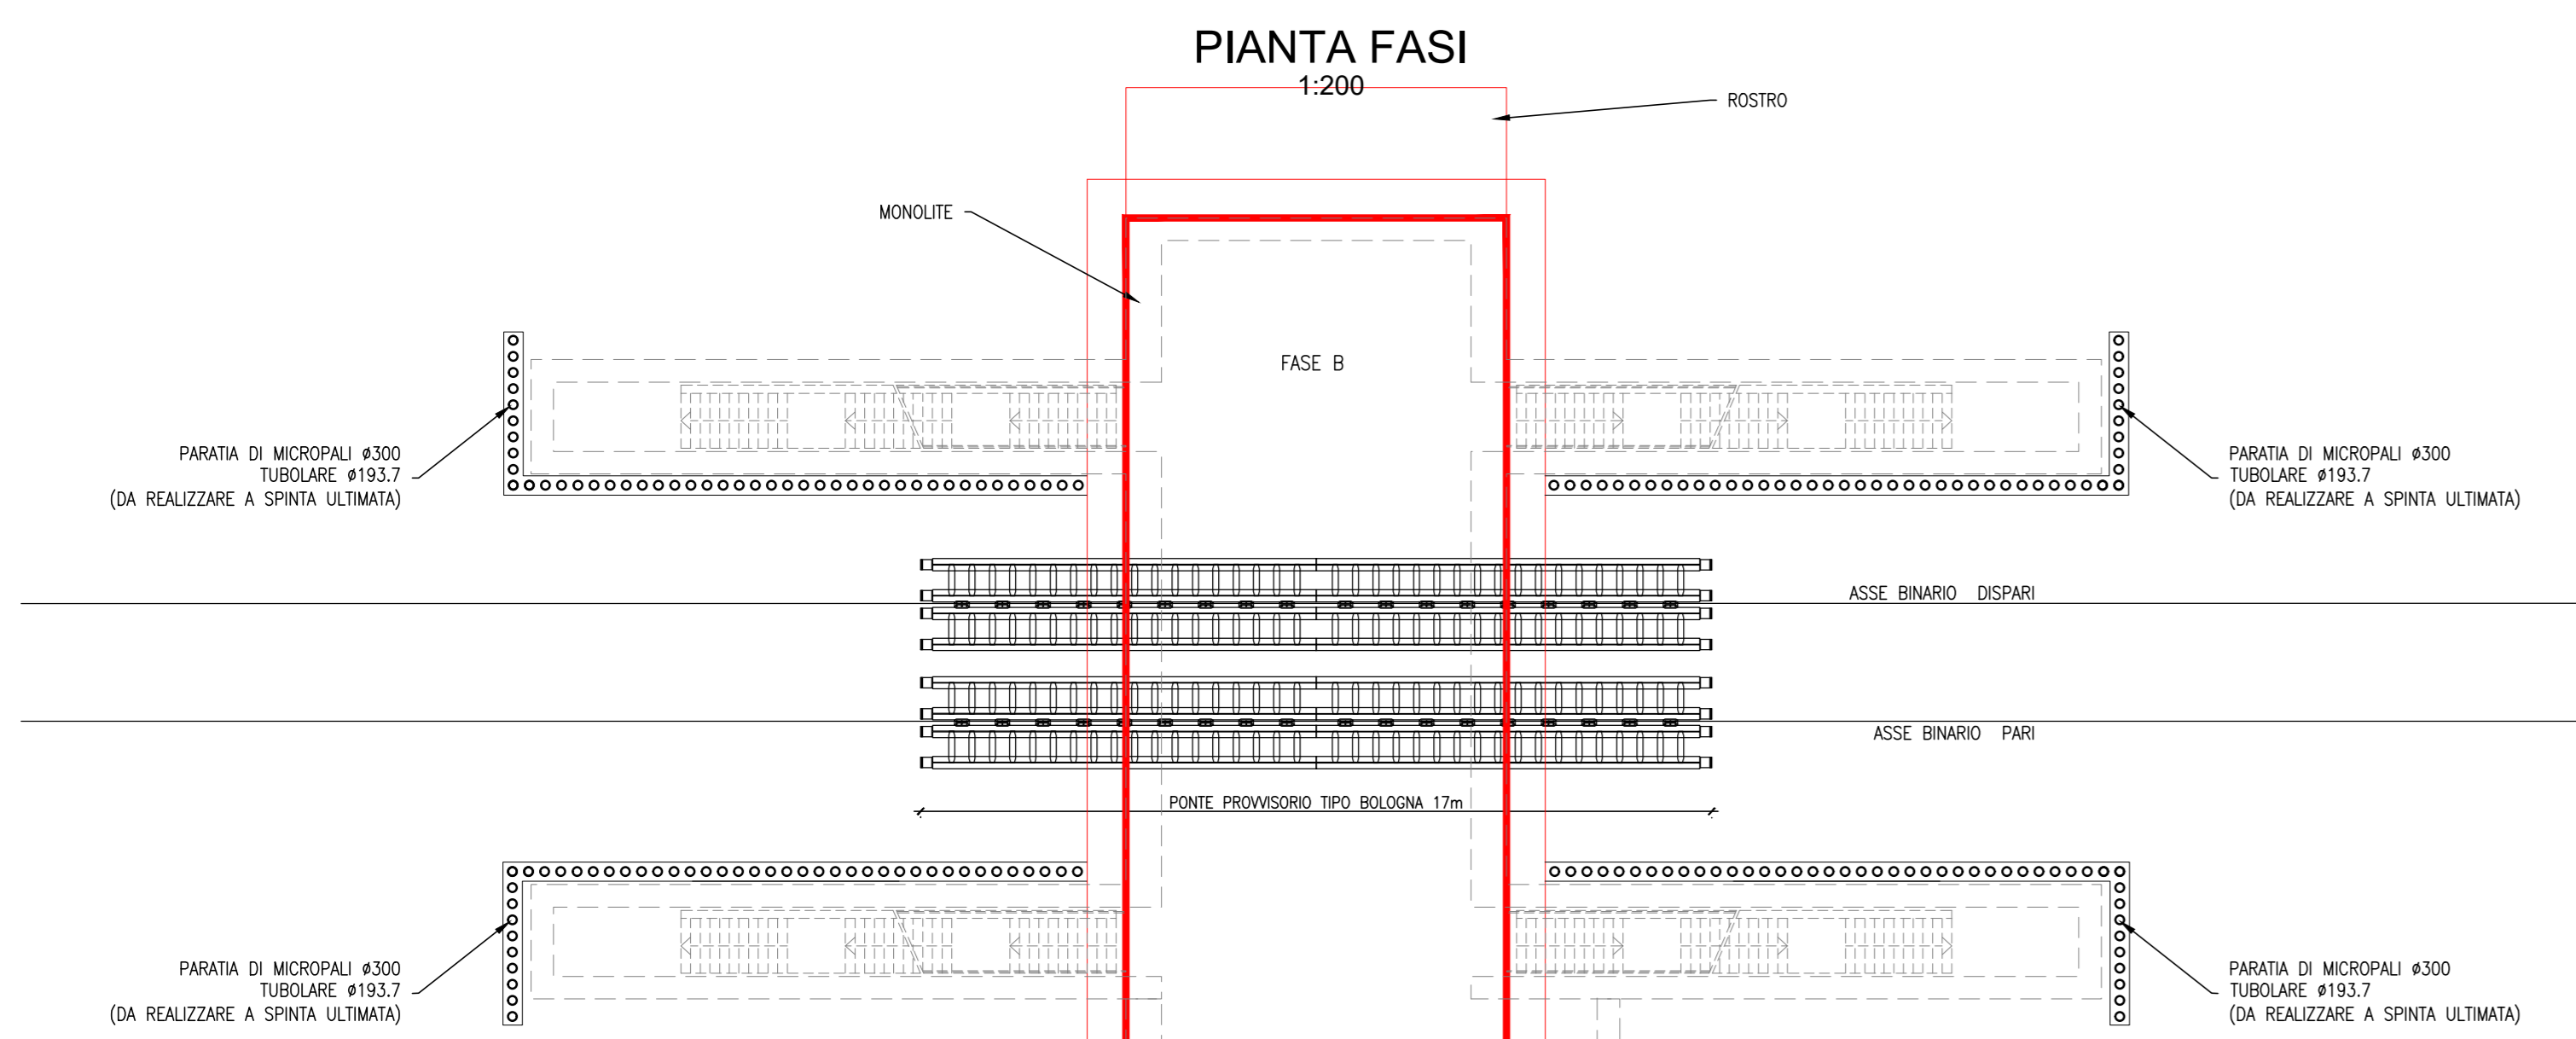 PIANTA FASI
1:200
ROSTRO
MONOLITE
FASE B
PARATIA DI MICROPALI ø300
TUBOLARE ø193.7
(DA REALIZZARE A SPINTA ULTIMATA)
PARATIA DI MICROPALI ø300
TUBOLARE ø193.7
(DA REALIZZARE A SPINTA ULTIMATA)
ASSE BINARIO DISPARI
ASSE BINARIO PARI
PONTE PROVVISORIO TIPO BOLOGNA 17m
PARATIA DI MICROPALI ø300
TUBOLARE ø193.7
(DA REALIZZARE A SPINTA ULTIMATA)
PARATIA DI MICROPALI ø300
TUBOLARE ø193.7
(DA REALIZZARE A SPINTA ULTIMATA)